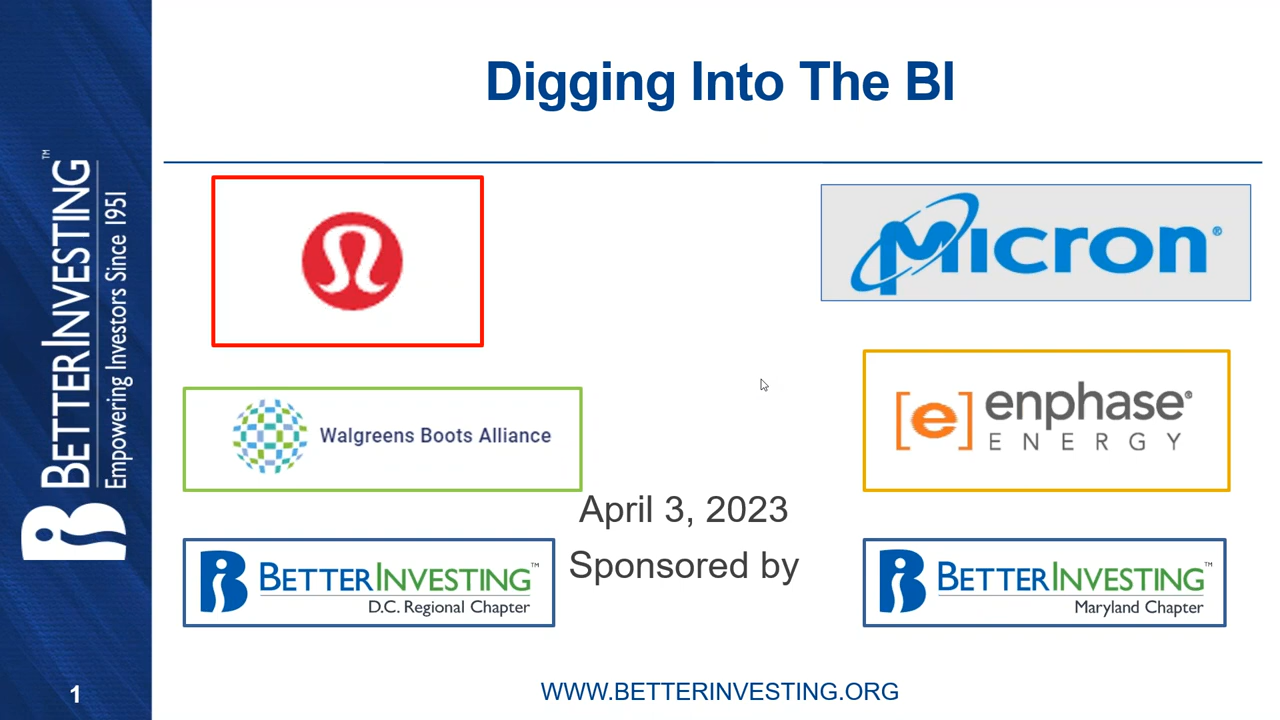 Digging Into The BI
Micron®
Walgreens Boots Alliance
[e] enphase®
ENERGY
April 3, 2023
Sponsored by
BETTERINVESTING™
D.C. Regional Chapter
BETTERINVESTING™
Maryland Chapter
WWW.BETTERINVESTING.ORG
BETTERINVESTING™
Empowering Investors Since 1951
1